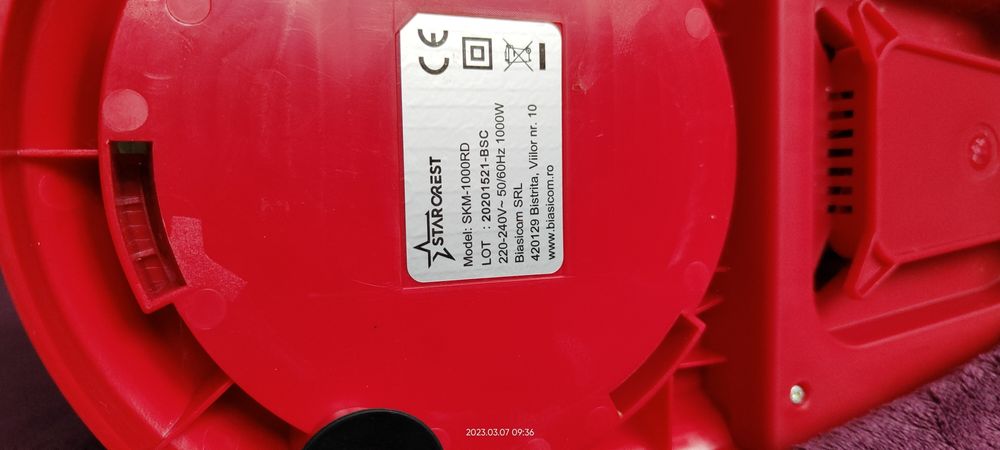 STARCREST
Model: SKM-1000RD
LOT : 20201521-BSC
220-240V~ 50/60Hz 1000W
Biasicom SRL
420129 Bistrita, Viilor nr. 10
www.biasicom.ro
CE
2023.03.07 09:36